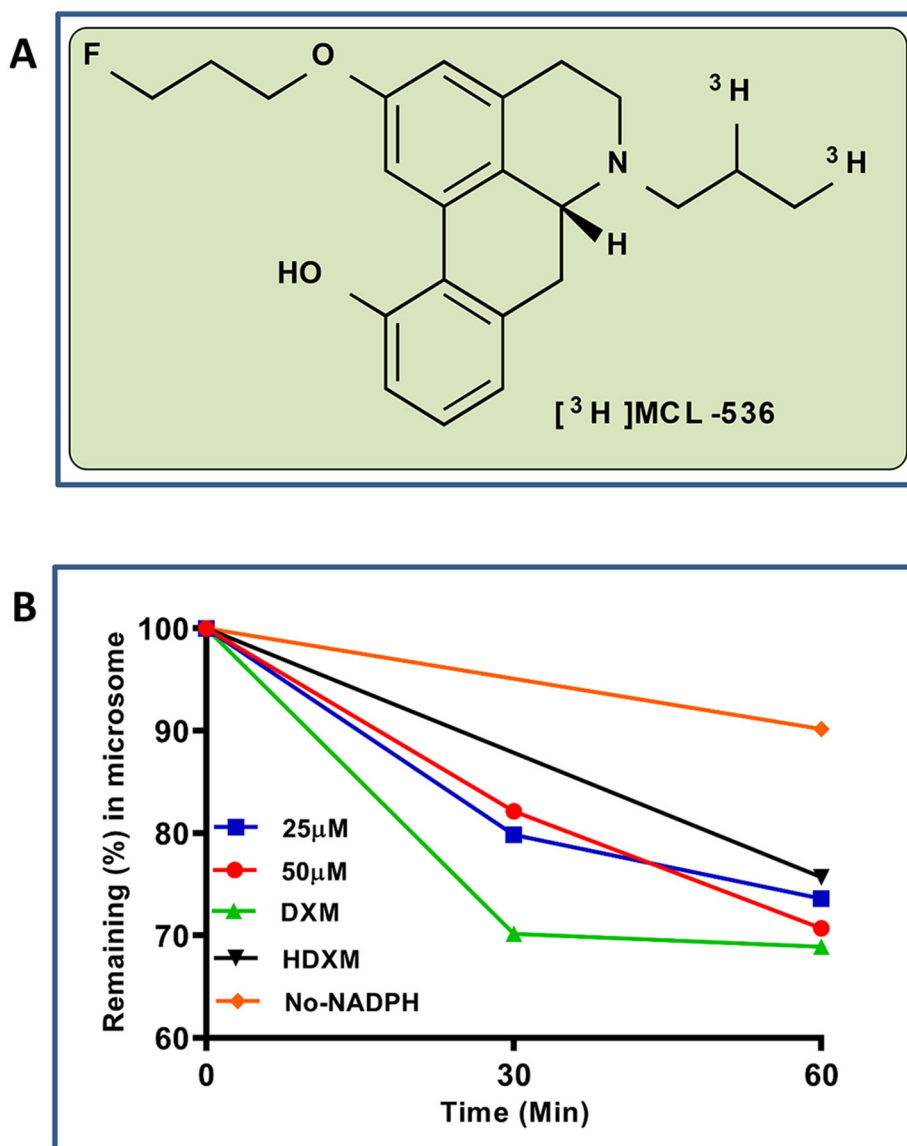 A
F
O
³H
³H
N
H
HO
[³H]MCL-536
B
Remaining (%) in microsome
100
90
80
70
60
25μM
50μM
DXM
HDXM
No-NADPH
0
30
60
Time (Min)